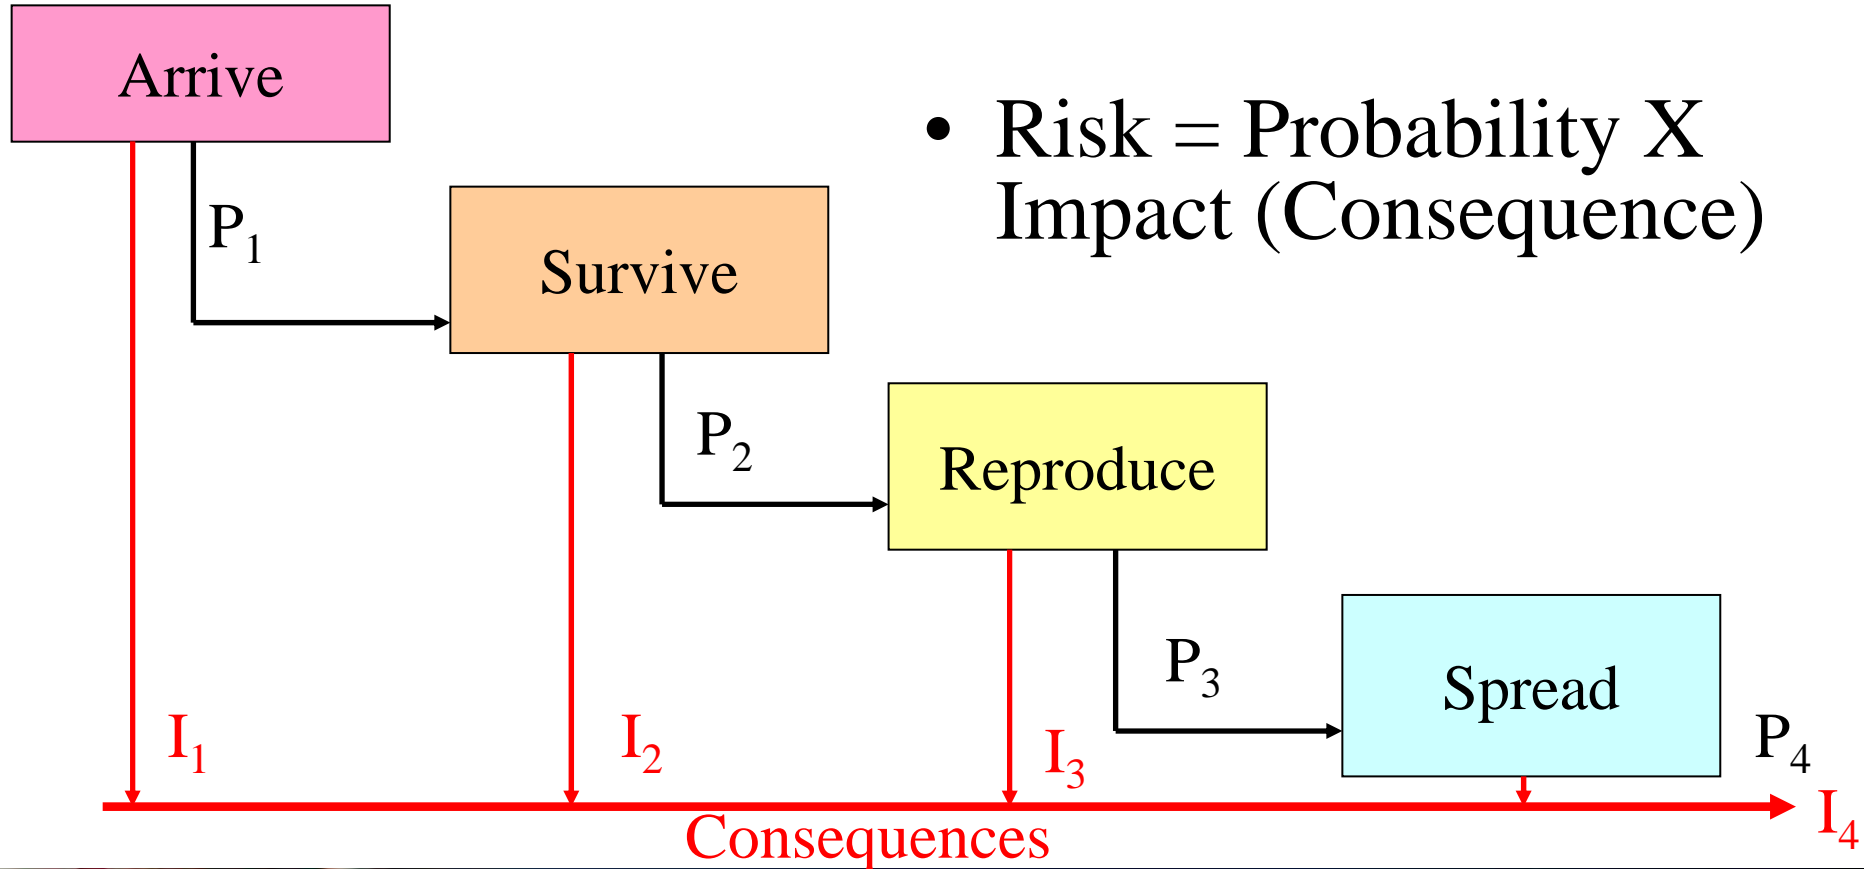 Arrive
• Risk = Probability X
Impact (Consequence)
P₁
Survive
P₂
Reproduce
P₃
Spread
I₁
I₂
I₃
P₄
I₄
Consequences